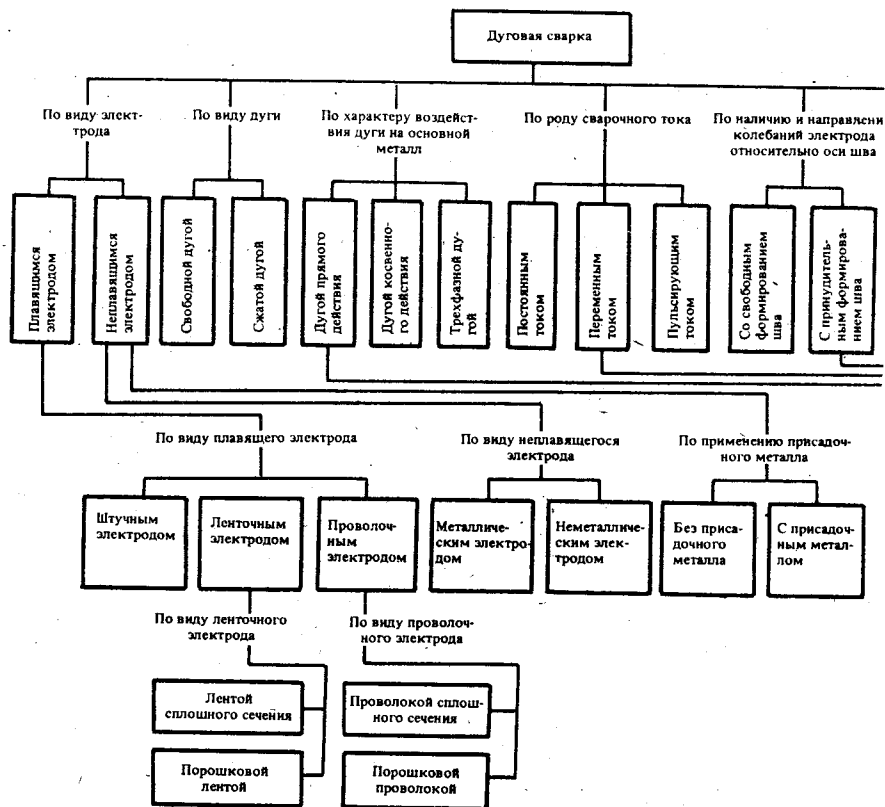 Дуговая сварка
По виду элект-
трода
По виду дуги
По характеру воздейст-
вия дуги на основной
металл
По роду сварочного тока
По наличию и направлени
колебаний электрода
относительно оси шва
Плавящимся
электродом
Неплавящимся
электродом
Свободной дугой
Сжатой дугой
Дугой прямого
действия
Дугой косвенно-
го действия
Трехфазной ду-
гой
Постоянным
током
Переменным
током
Пульсирующим
током
Со свободным
формированием
шва
С принудитель-
ным формирова-
нием шва
По виду плавящего электрода
По виду неплавящегося
электрода
По применению присадоч-
ного металла
Штучным
электродом
Ленточным
электродом
Проволоч-
ным
электродом
Металличе-
ским электро-
дом
Неметалличе-
ским элек-
тродом
Без приса-
дочного
металла
С присадоч-
ным метал-
лом
По виду ленточного
электрода
По виду проволоч-
ного электрода
Лентой
сплошного сечения
Проволокой сплош-
ного сечения
Порошковой
лентой
Порошковой
проволокой